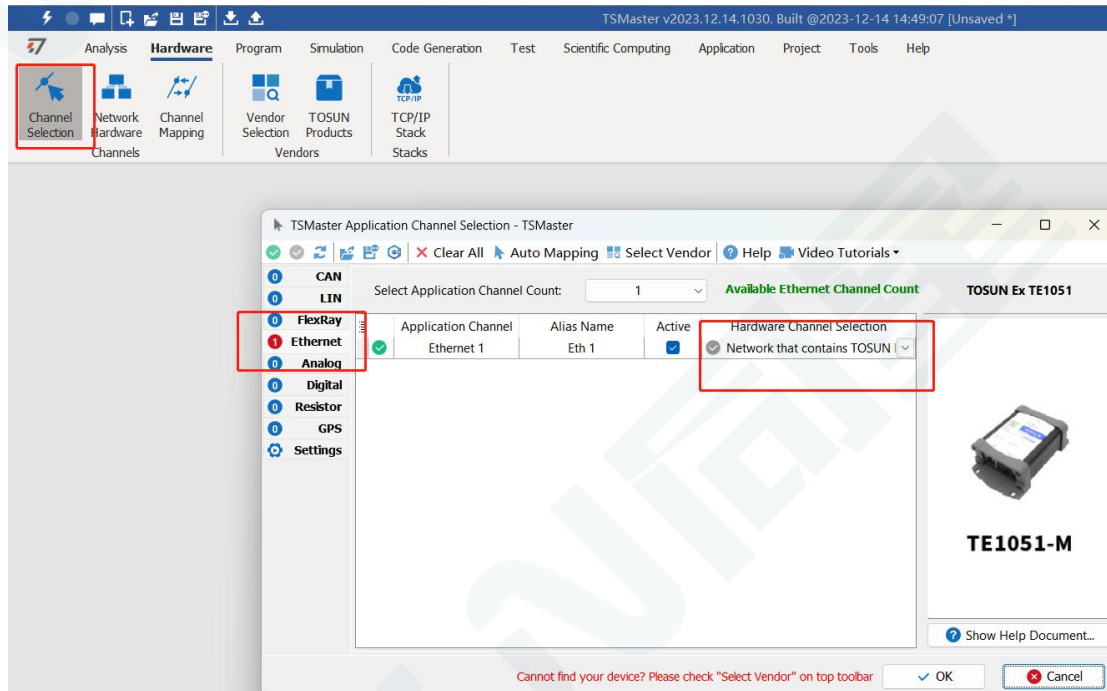 TSMaster v2023.12.14.1030. Built @2023-12-14 14:49:07 [Unsaved *]
Analysis Hardware Program Simulation Code Generation Test Scientific Computing Application Project Tools Help
TCP/IP
Channel Network Channel Vendor TOSUN TCP/IP
Selection Hardware Mapping Selection Products Stack
Channels Vendors Stacks
TSMaster Application Channel Selection - TSMaster
Clear All Auto Mapping Select Vendor Help Video Tutorials
0 CAN
0 LIN
0 FlexRay
1 Ethernet
0 Analog
0 Digital
0 Resistor
0 GPS
Settings
Select Application Channel Count: 1 Available Ethernet Channel Count TOSUN Ex TE1051
Application Channel Alias Name Active Hardware Channel Selection
Ethernet 1 Eth 1 Network that contains TOSUN
TE1051-M
Show Help Document...
Cannot find your device? Please check "Select Vendor" on top toolbar OK Cancel